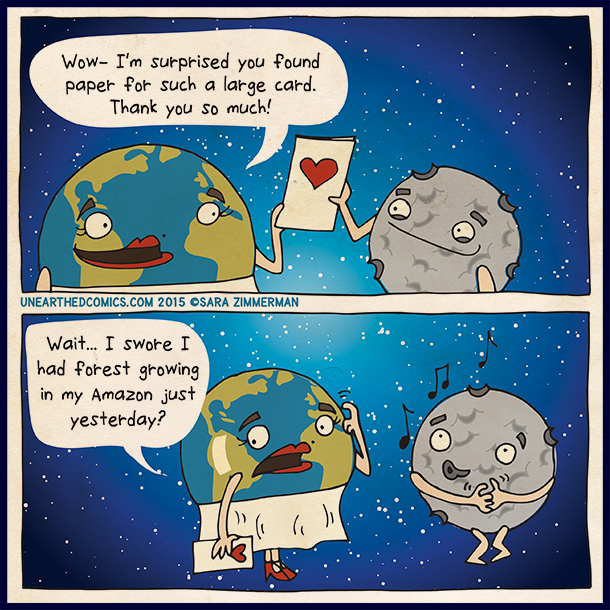 Wow- I'm surprised you found
paper for such a large card.
Thank you so much!
UNEARTHEDCOMICS.COM 2015 ©SARA ZIMMERMAN
Wait... I swore I
had forest growing
in my Amazon just
yesterday?